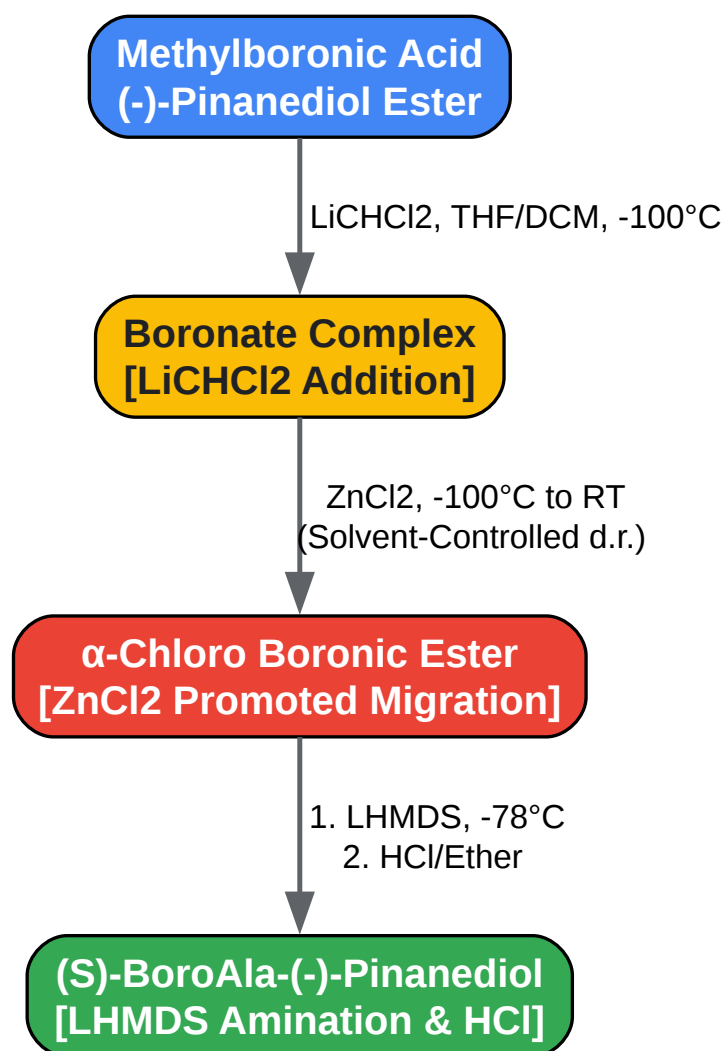 Methylboronic Acid
(-)-Pinanediol Ester
LiCHCl2, THF/DCM, -100°C
Boronate Complex
[LiCHCl2 Addition]
ZnCl2, -100°C to RT
(Solvent-Controlled d.r.)
α-Chloro Boronic Ester
[ZnCl2 Promoted Migration]
1. LHMDS, -78°C
2. HCl/Ether
(S)-BoroAla-(-)-Pinanediol
[LHMDS Amination & HCl]